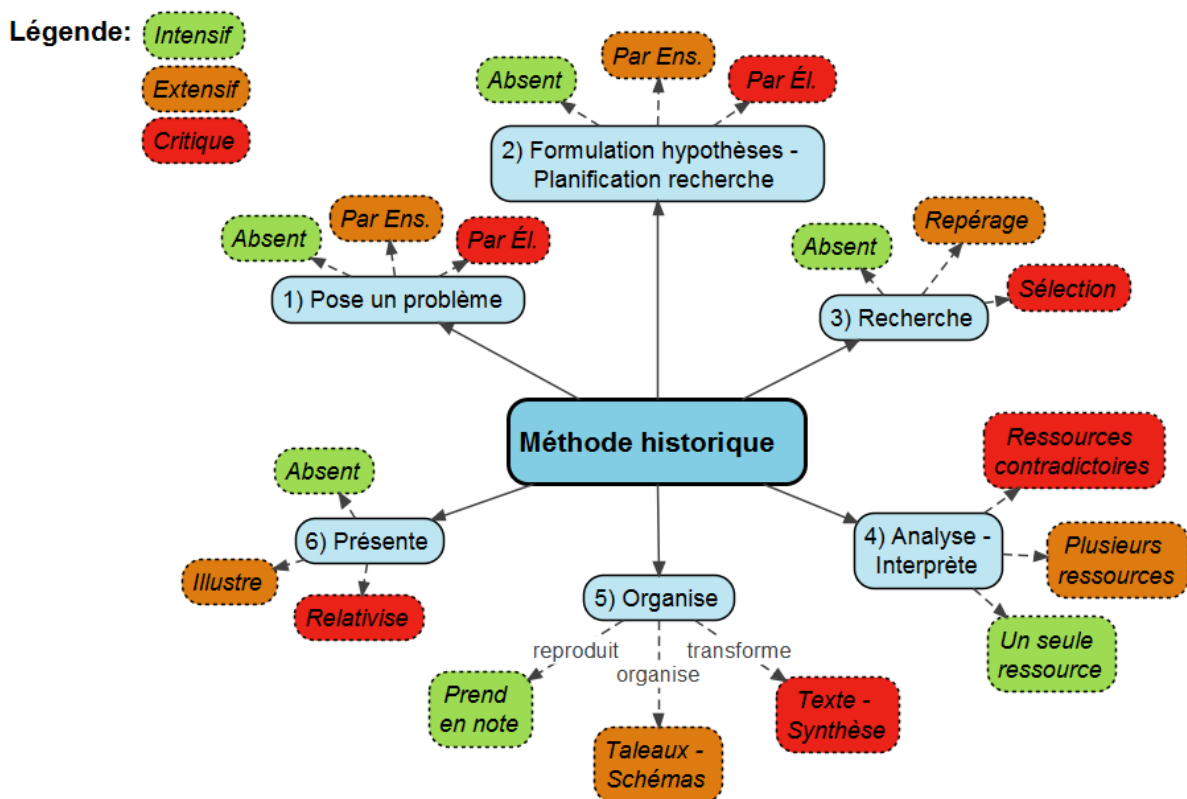 Légende:
Intensif
Extensif
Critique
Absent
Par Ens.
Par Él.
2) Formulation hypothèses -
Planification recherche
Absent
Par Ens.
Par Él.
1) Pose un problème
Absent
Repérage
Sélection
3) Recherche
Méthode historique
Ressources
contradictoires
Plusieurs
ressources
Un seule
ressource
4) Analyse -
Interprète
5) Organise
reproduit
organise
transforme
Prend
en note
Taleaux -
Schémas
Texte -
Synthèse
Absent
6) Présente
Illustre
Relativise